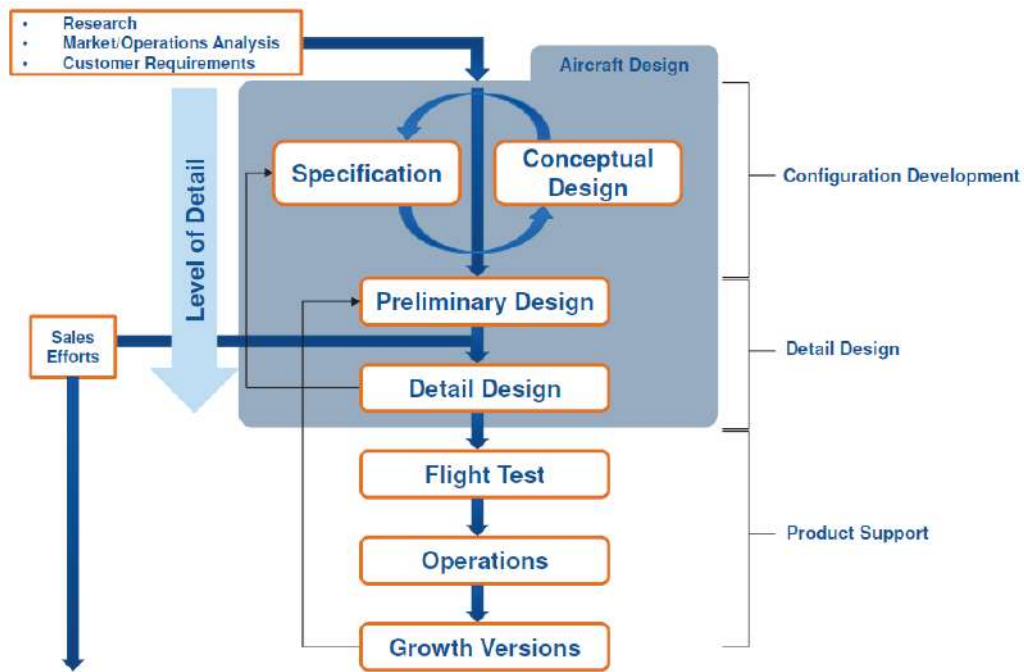 • Research
• Market/Operations Analysis
• Customer Requirements
Aircraft Design
Specification
Conceptual
Design
Configuration Development
Level of Detail
Preliminary Design
Sales
Efforts
Detail Design
Detail Design
Flight Test
Product Support
Operations
Growth Versions